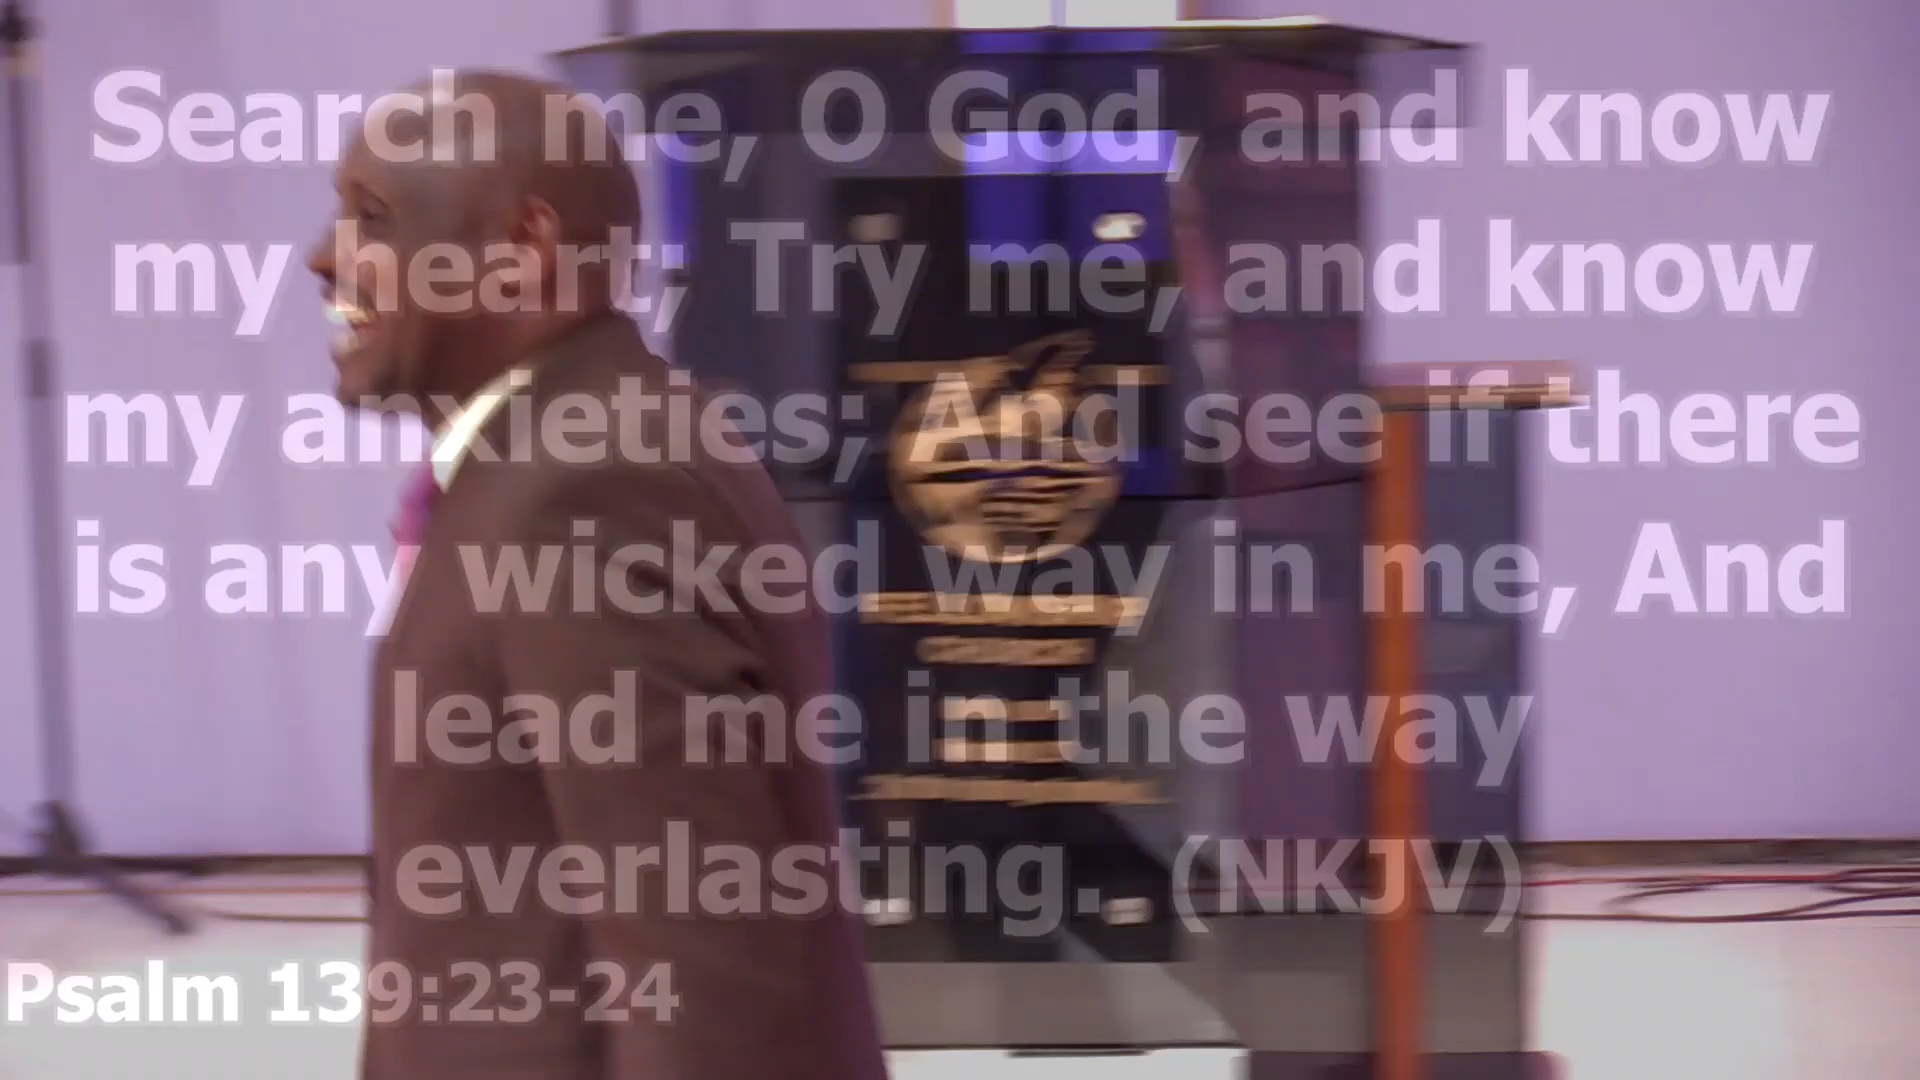 Search me, O God, and know
my heart; Try me, and know
my anxieties; And see if there
is any wicked way in me, And
lead me in the way
everlasting. (NKJV)
Psalm 139:23-24